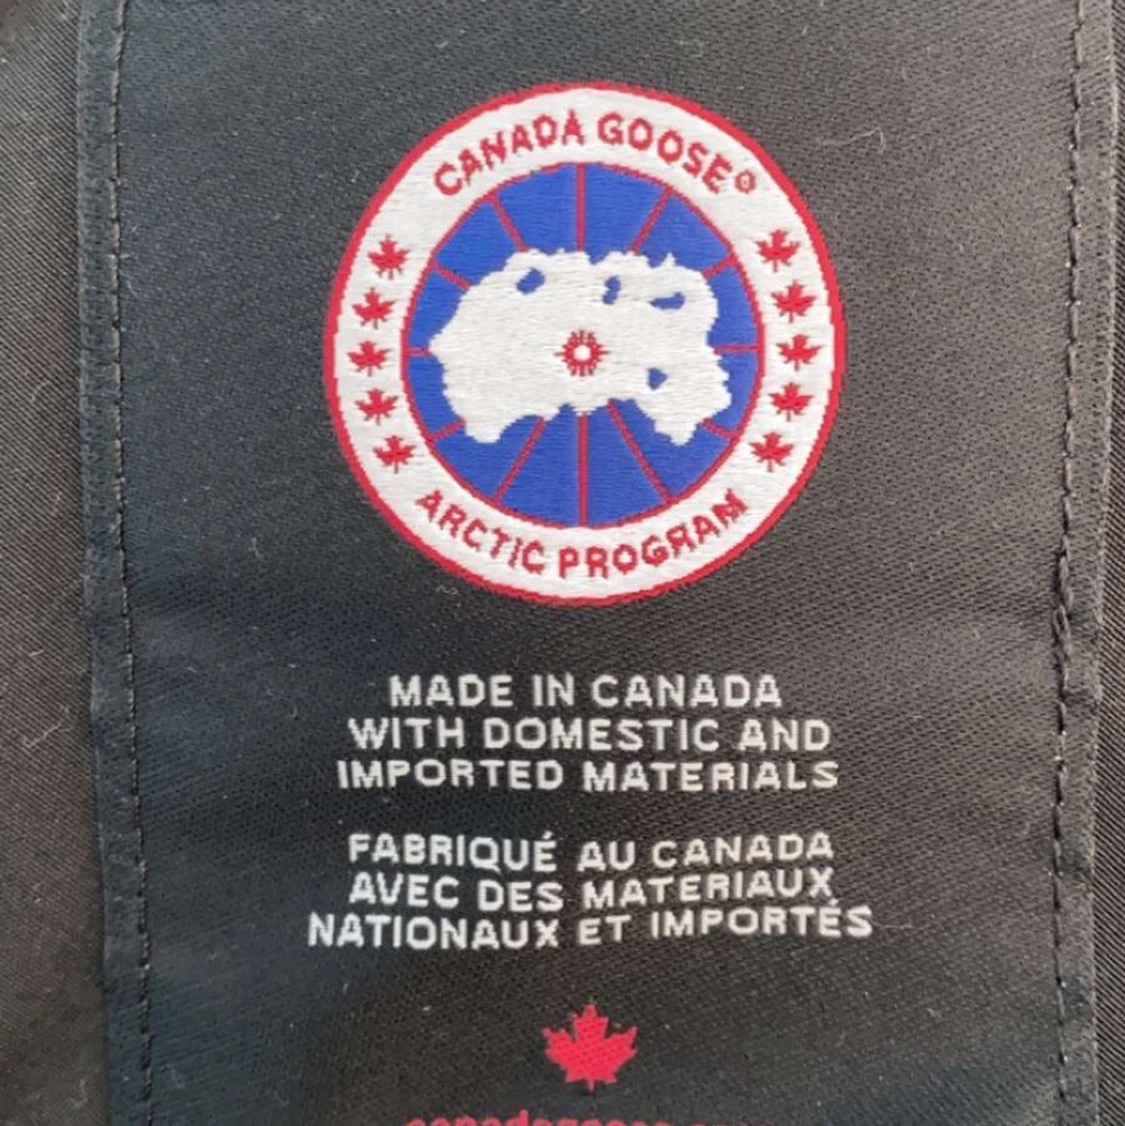 CANADA GOOSE®
ARCTIC PROGRAM
MADE IN CANADA
WITH DOMESTIC AND
IMPORTED MATERIALS
FABRIQUÉ AU CANADA
AVEC DES MATERIAUX
NATIONAUX ET IMPORTÉS